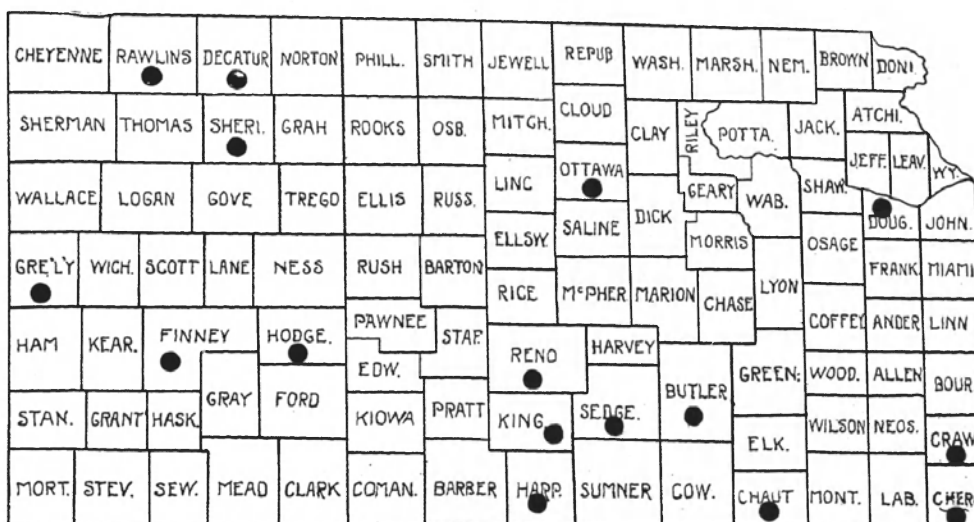 CHEYENNE RAWLINS DECATUR NORTON PHILL. SMITH JEWELL REPUB WASH. MARSH. NEM. BROWN DONI.
SHERMAN THOMAS SHERI. GRAH ROOKS OSB. MITCH. CLOUD CLAY RILEY POTTA. JACK. ATCHI.
WALLACE LOGAN GOVE TREGO ELLIS RUSS. LINC OTTAWA DICK GEARY WAB. SHAW. JEFF. LEAV. WY.
GRE'LY WICH. SCOTT LANE NESS RUSH BARTON ELLSW. SALINE MORRIS OSAGE DOUG. JOHN.
RICE McPHER MARION CHASE LYON FRANK. MIAMI
HAM KEAR. FINNEY HODGE. PAWNEE STAF. RENO HARVEY COFFEY ANDER LINN
EDW. BUTLER GREEN. WOOD. ALLEN BOUR
STAN. GRANT HASK. GRAY FORD KIOWA PRATT KING. SEDGE. ELK. WILSON NEOS. CRAW
MORT. STEV. SEW. MEAD CLARK COMAN. BARBER HARP. SUMNER COW. CHAUT MONT. LAB. CHER